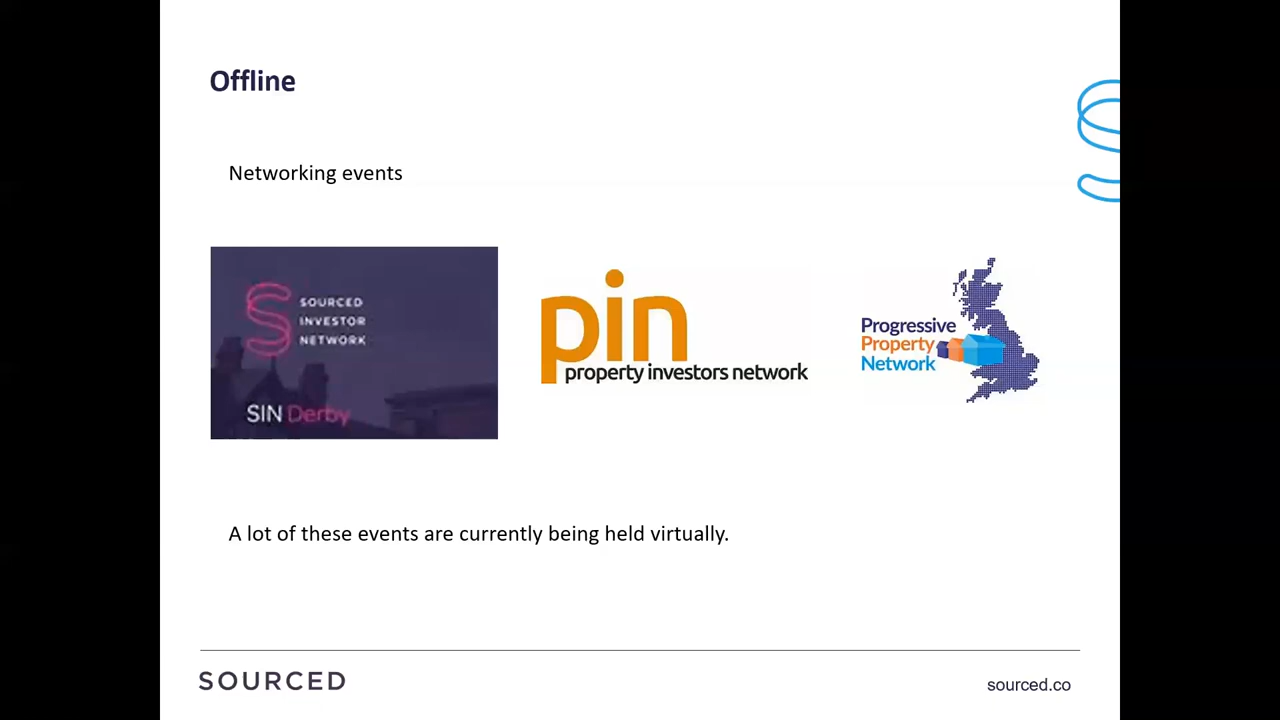 Offline
Networking events
SOURCED
INVESTOR
NETWORK
SIN Derby
pin
property investors network
Progressive
Property
Network
A lot of these events are currently being held virtually.
SOURCED
sourced.co